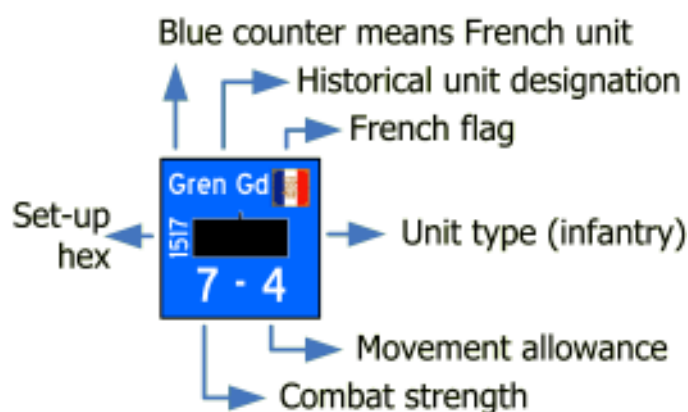 Blue counter means French unit
Historical unit designation
French flag
Gren Gd
Set-up
hex
1517
Unit type (infantry)
7 - 4
Movement allowance
Combat strength